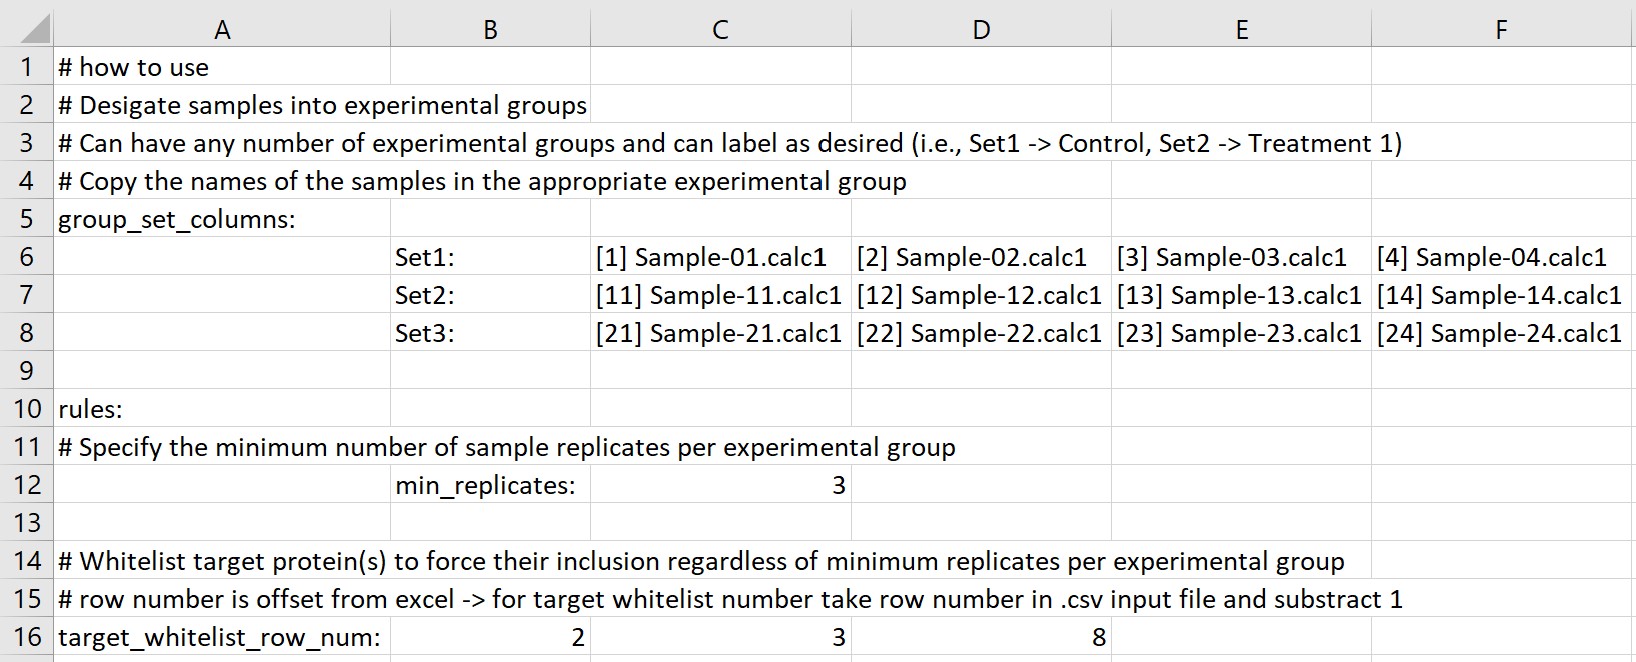 A B C D E F
1 # how to use
2 # Desigate samples into experimental groups
3 # Can have any number of experimental groups and can label as desired (i.e., Set1 -> Control, Set2 -> Treatment 1)
4 # Copy the names of the samples in the appropriate experimental group
5 group_set_columns:
6 Set1: [1] Sample-01.calc1 [2] Sample-02.calc1 [3] Sample-03.calc1 [4] Sample-04.calc1
7 Set2: [11] Sample-11.calc1 [12] Sample-12.calc1 [13] Sample-13.calc1 [14] Sample-14.calc1
8 Set3: [21] Sample-21.calc1 [22] Sample-22.calc1 [23] Sample-23.calc1 [24] Sample-24.calc1
9
10 rules:
11 # Specify the minimum number of sample replicates per experimental group
12 min_replicates: 3
13
14 # Whitelist target protein(s) to force their inclusion regardless of minimum replicates per experimental group
15 # row number is offset from excel -> for target whitelist number take row number in .csv input file and substract 1
16 target_whitelist_row_num: 2 3 8